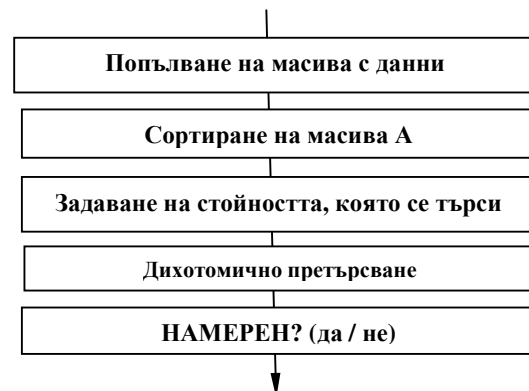 Попълване на масива с данни
Сортиране на масива А
Задаване на стойността, която се търси
Дихотомично претърсване
НАМЕРЕН? (да / не)